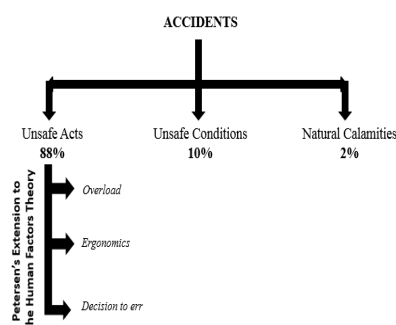 ACCIDENTS
Unsafe Acts
88%
Unsafe Conditions
10%
Natural Calamities
2%
Petersen's Extension to
he Human Factors Theory
Overload
Ergonomics
Decision to err